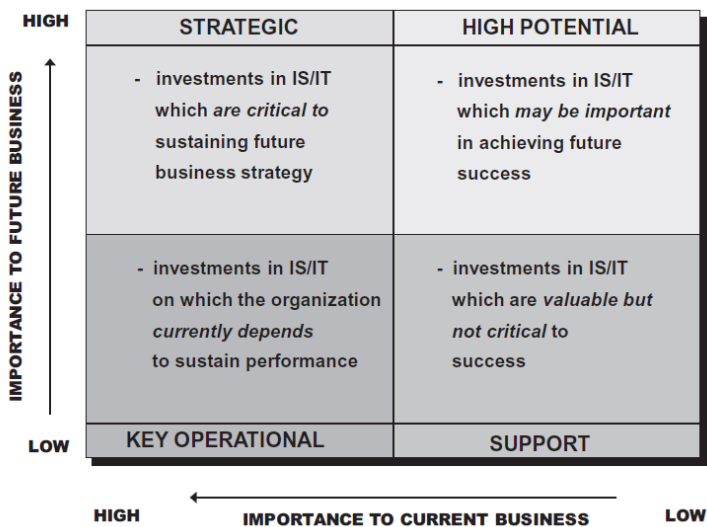 HIGH
STRATEGIC
HIGH POTENTIAL
- investments in IS/IT
which are critical to
sustaining future
business strategy
- investments in IS/IT
which may be important
in achieving future
success
IMPORTANCE TO FUTURE BUSINESS
- investments in IS/IT
on which the organization
currently depends
to sustain performance
- investments in IS/IT
which are valuable but
not critical to
success
LOW
KEY OPERATIONAL
SUPPORT
HIGH
IMPORTANCE TO CURRENT BUSINESS
LOW